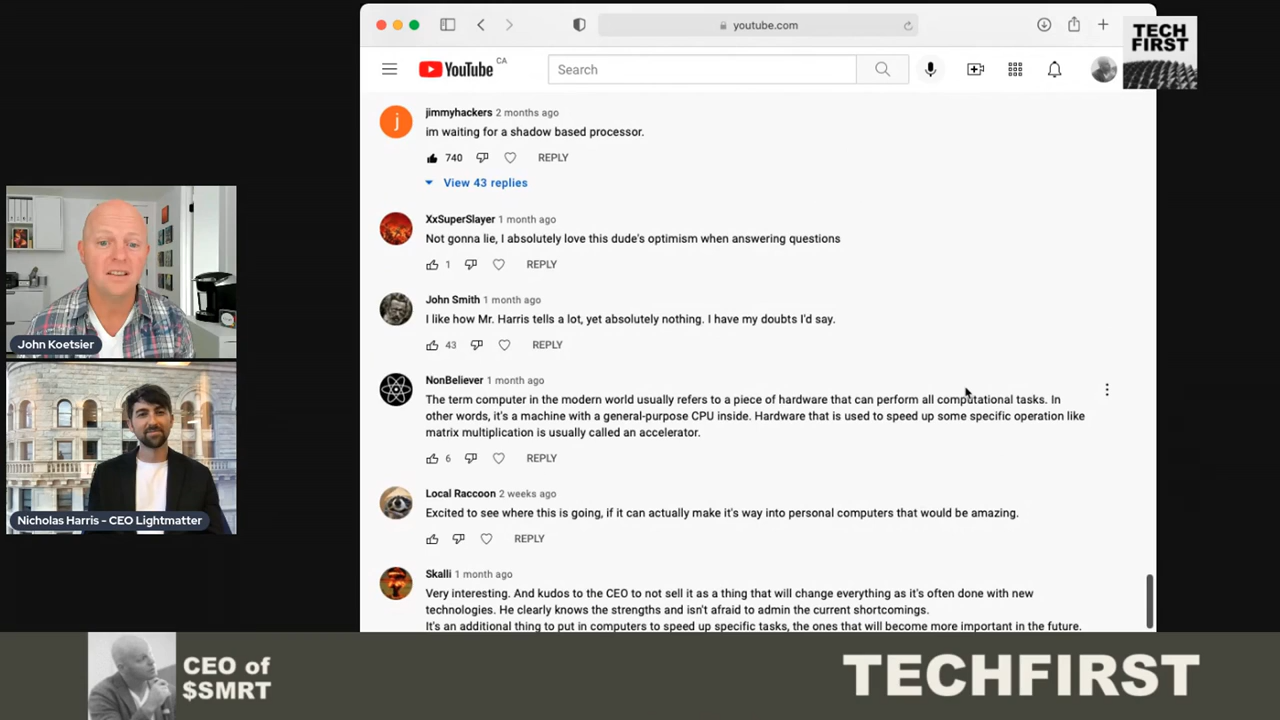 youtube.com
TECH
FIRST
YouTube CA
Search
jimmyhackers 2 months ago
j
im waiting for a shadow based processor.
740 REPLY
View 43 replies
XxSuperSlayer 1 month ago
Not gonna lie, I absolutely love this dude's optimism when answering questions
1 REPLY
John Smith 1 month ago
I like how Mr. Harris tells a lot, yet absolutely nothing. I have my doubts I'd say.
43 REPLY
NonBeliever 1 month ago
The term computer in the modern world usually refers to a piece of hardware that can perform all computational tasks. In
other words, it's a machine with a general-purpose CPU inside. Hardware that is used to speed up some specific operation like
matrix multiplication is usually called an accelerator.
6 REPLY
Local Raccoon 2 weeks ago
Excited to see where this is going, if it can actually make it's way into personal computers that would be amazing.
REPLY
Skalli 1 month ago
Very interesting. And kudos to the CEO to not sell it as a thing that will change everything as it's often done with new
technologies. He clearly knows the strengths and isn't afraid to admin the current shortcomings.
It's an additional thing to put in computers to speed up specific tasks, the ones that will become more important in the future.
John Koetsier
Nicholas Harris - CEO Lightmatter
CEO of
$SMRT
TECHFIRST